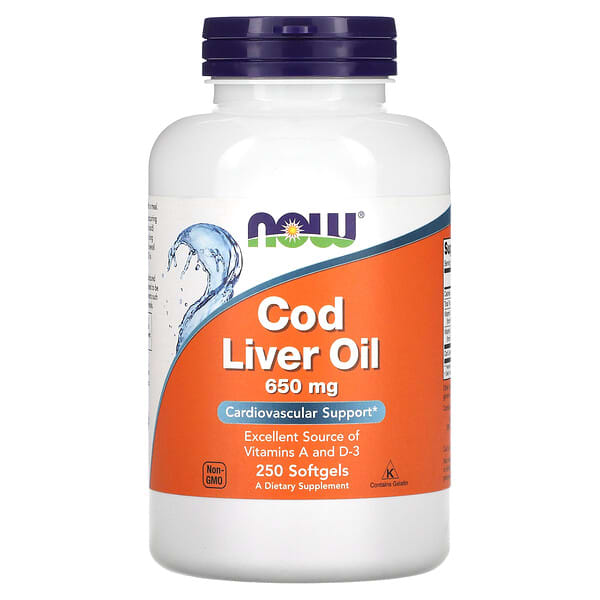 now®
Cod
Liver Oil
650 mg
Cardiovascular Support*
Excellent Source of
Vitamins A and D-3
250 Softgels
A Dietary Supplement
Non-
GMO
K
Contains Gelatin